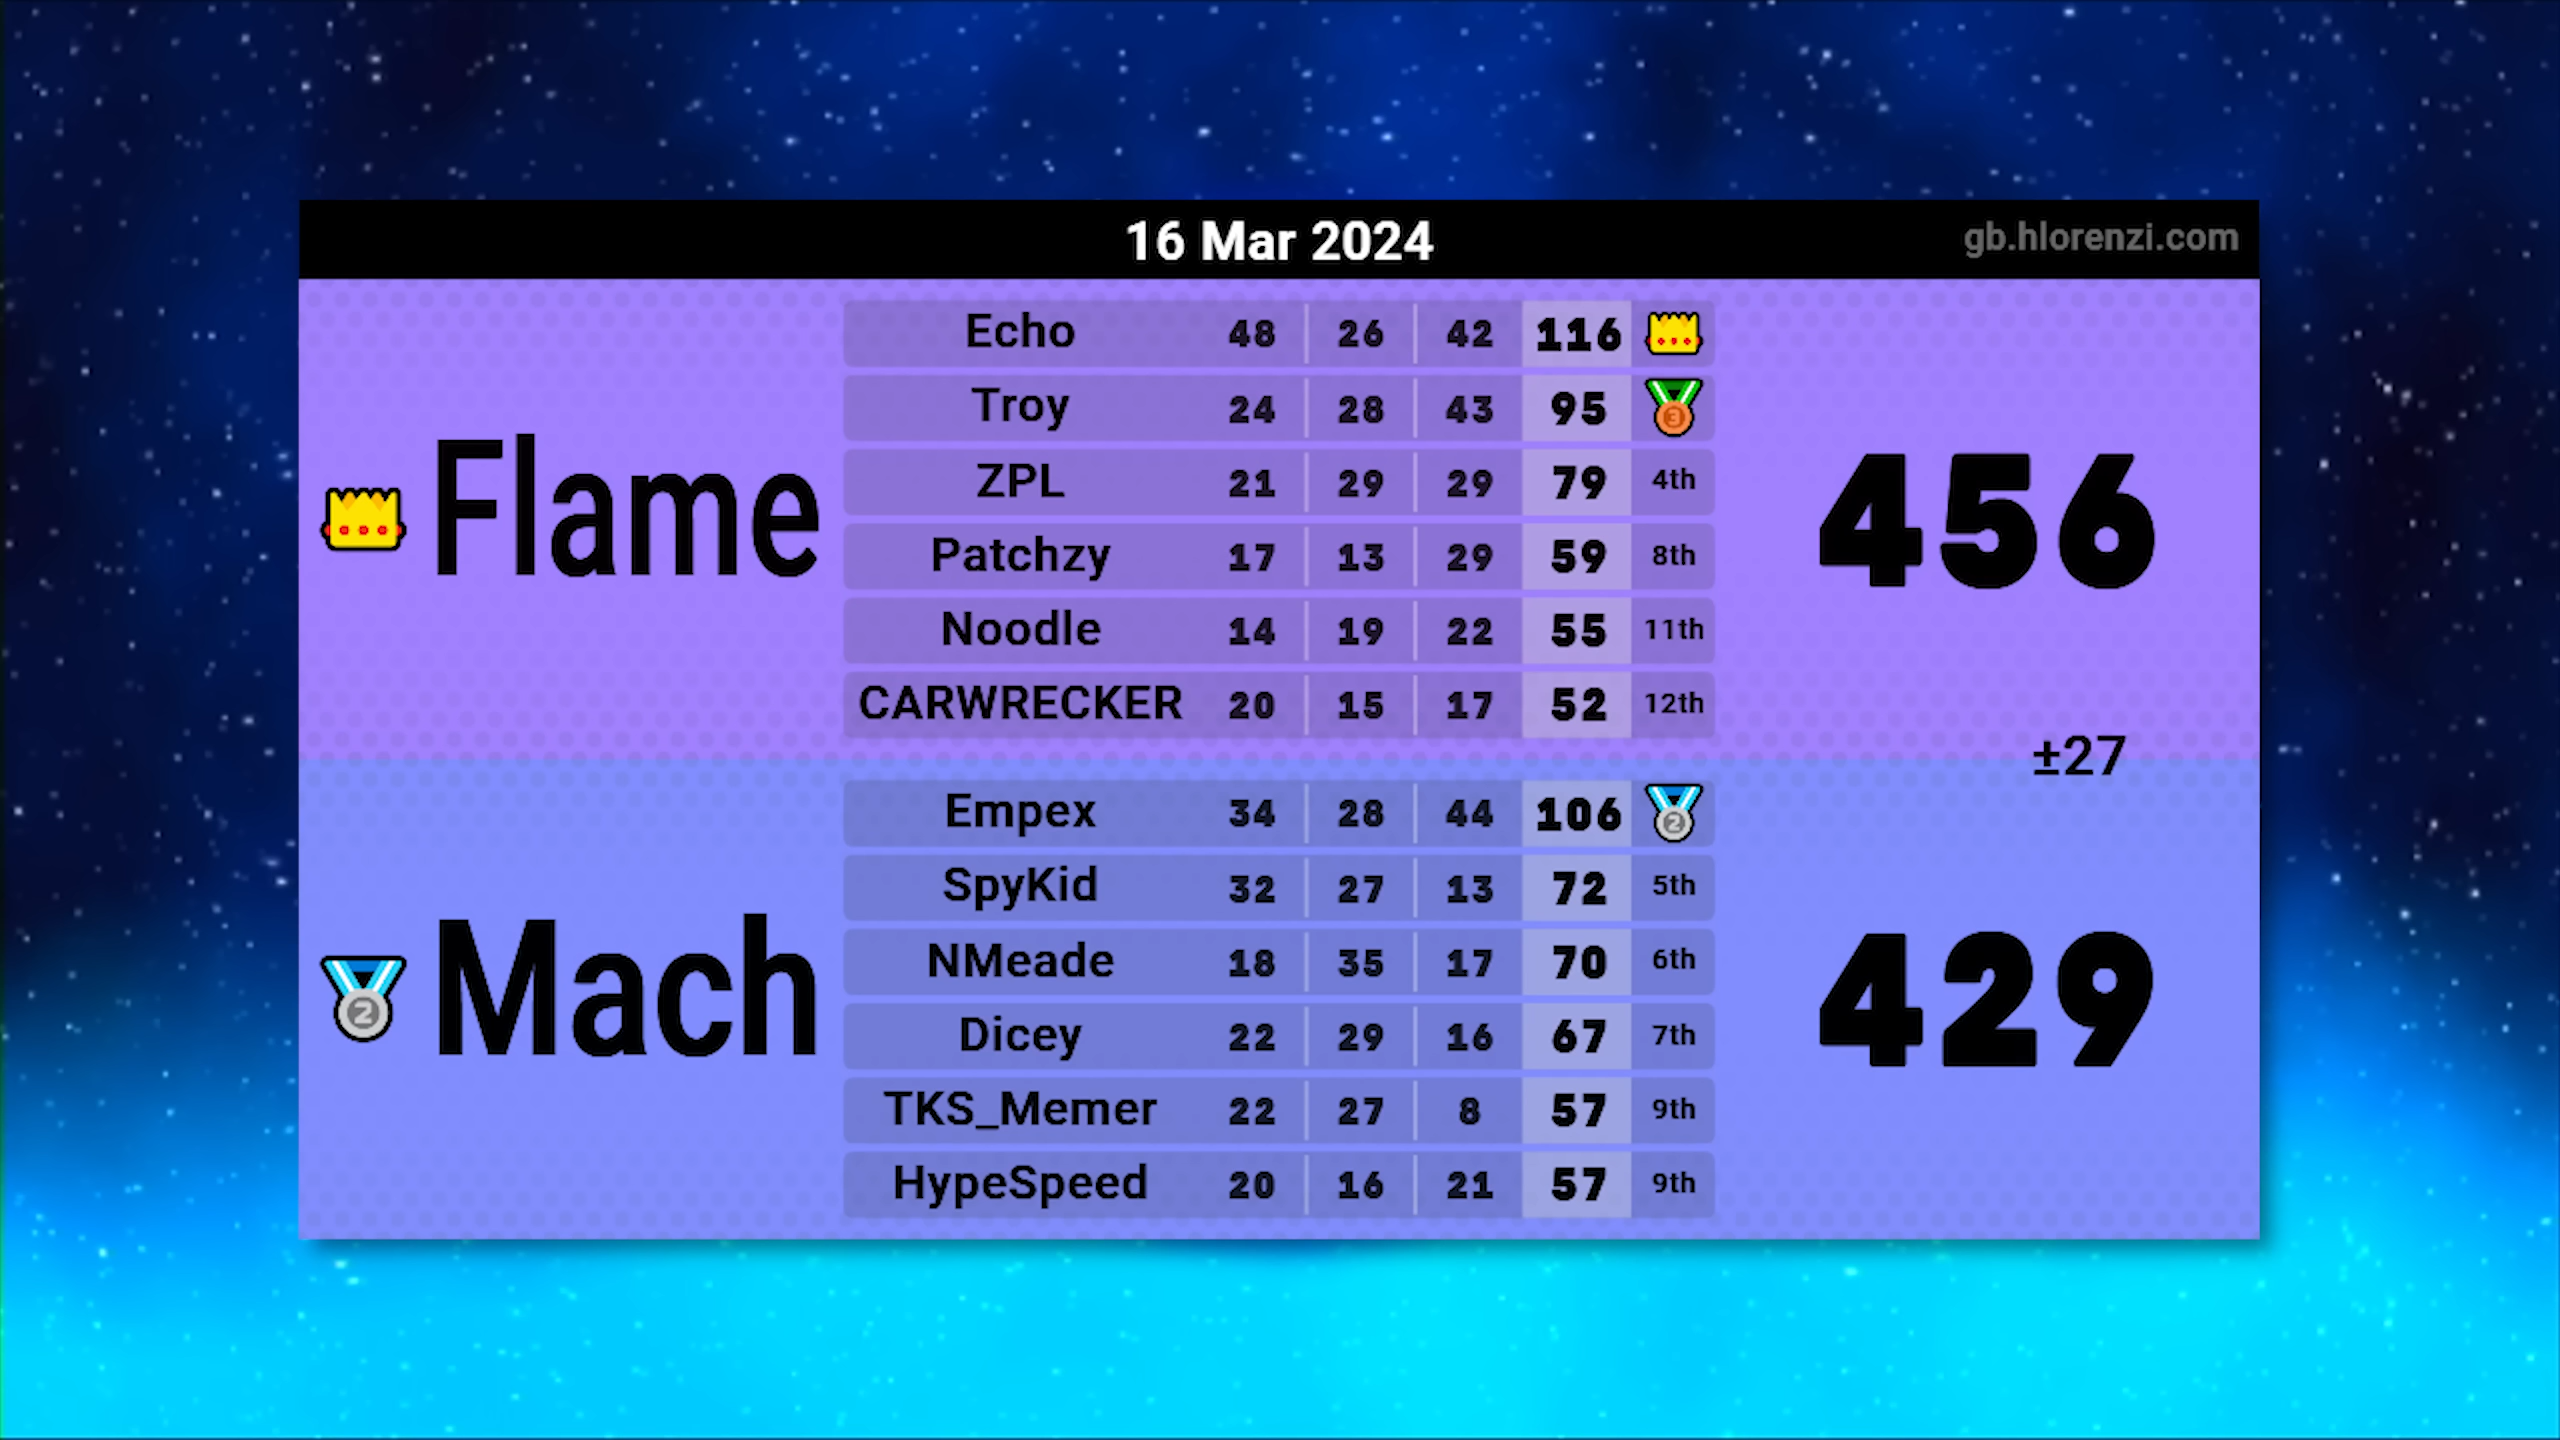 16 Mar 2024
gb.hlorenzi.com
Flame
Echo 48 26 42 116
Troy 24 28 43 95 3
ZPL 21 29 29 79 4th
Patchzy 17 13 29 59 8th
Noodle 14 19 22 55 11th
CARWRECKER 20 15 17 52 12th
456
±27
2 Mach
Empex 34 28 44 106 2
SpyKid 32 27 13 72 5th
NMeade 18 35 17 70 6th
Dicey 22 29 16 67 7th
TKS_Memer 22 27 8 57 9th
HypeSpeed 20 16 21 57 9th
429